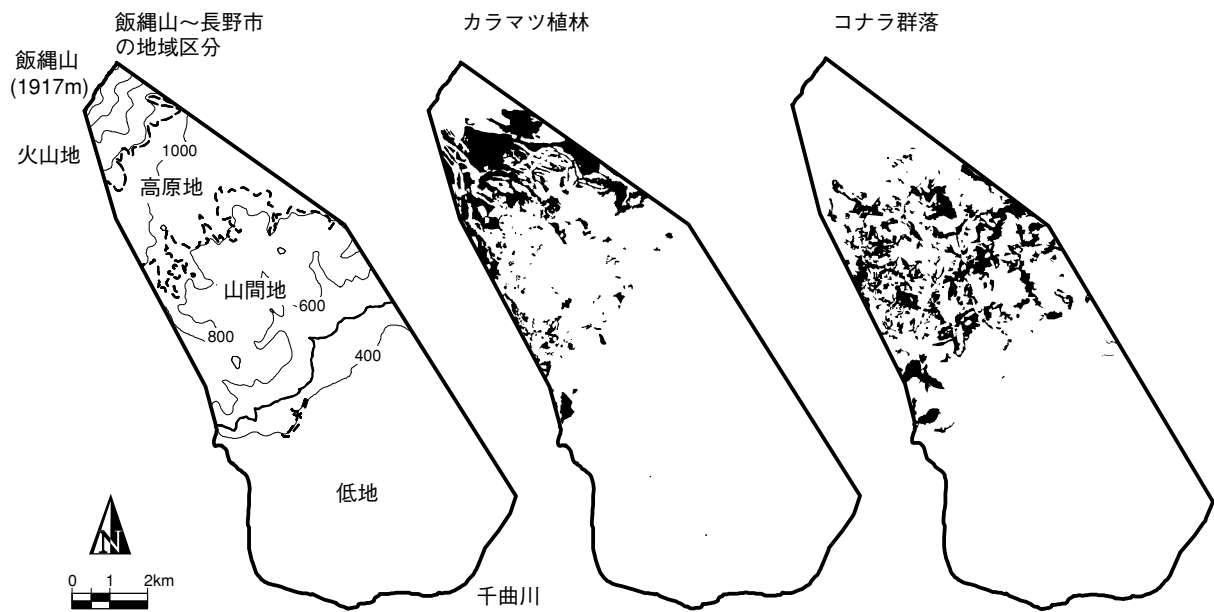 飯縄山～長野市
の地域区分
カラマツ植林
コナラ群落
飯縄山
(1917m)
火山地
1000
高原地
山間地
600
800
400
低地
N
0 1 2km
千曲川